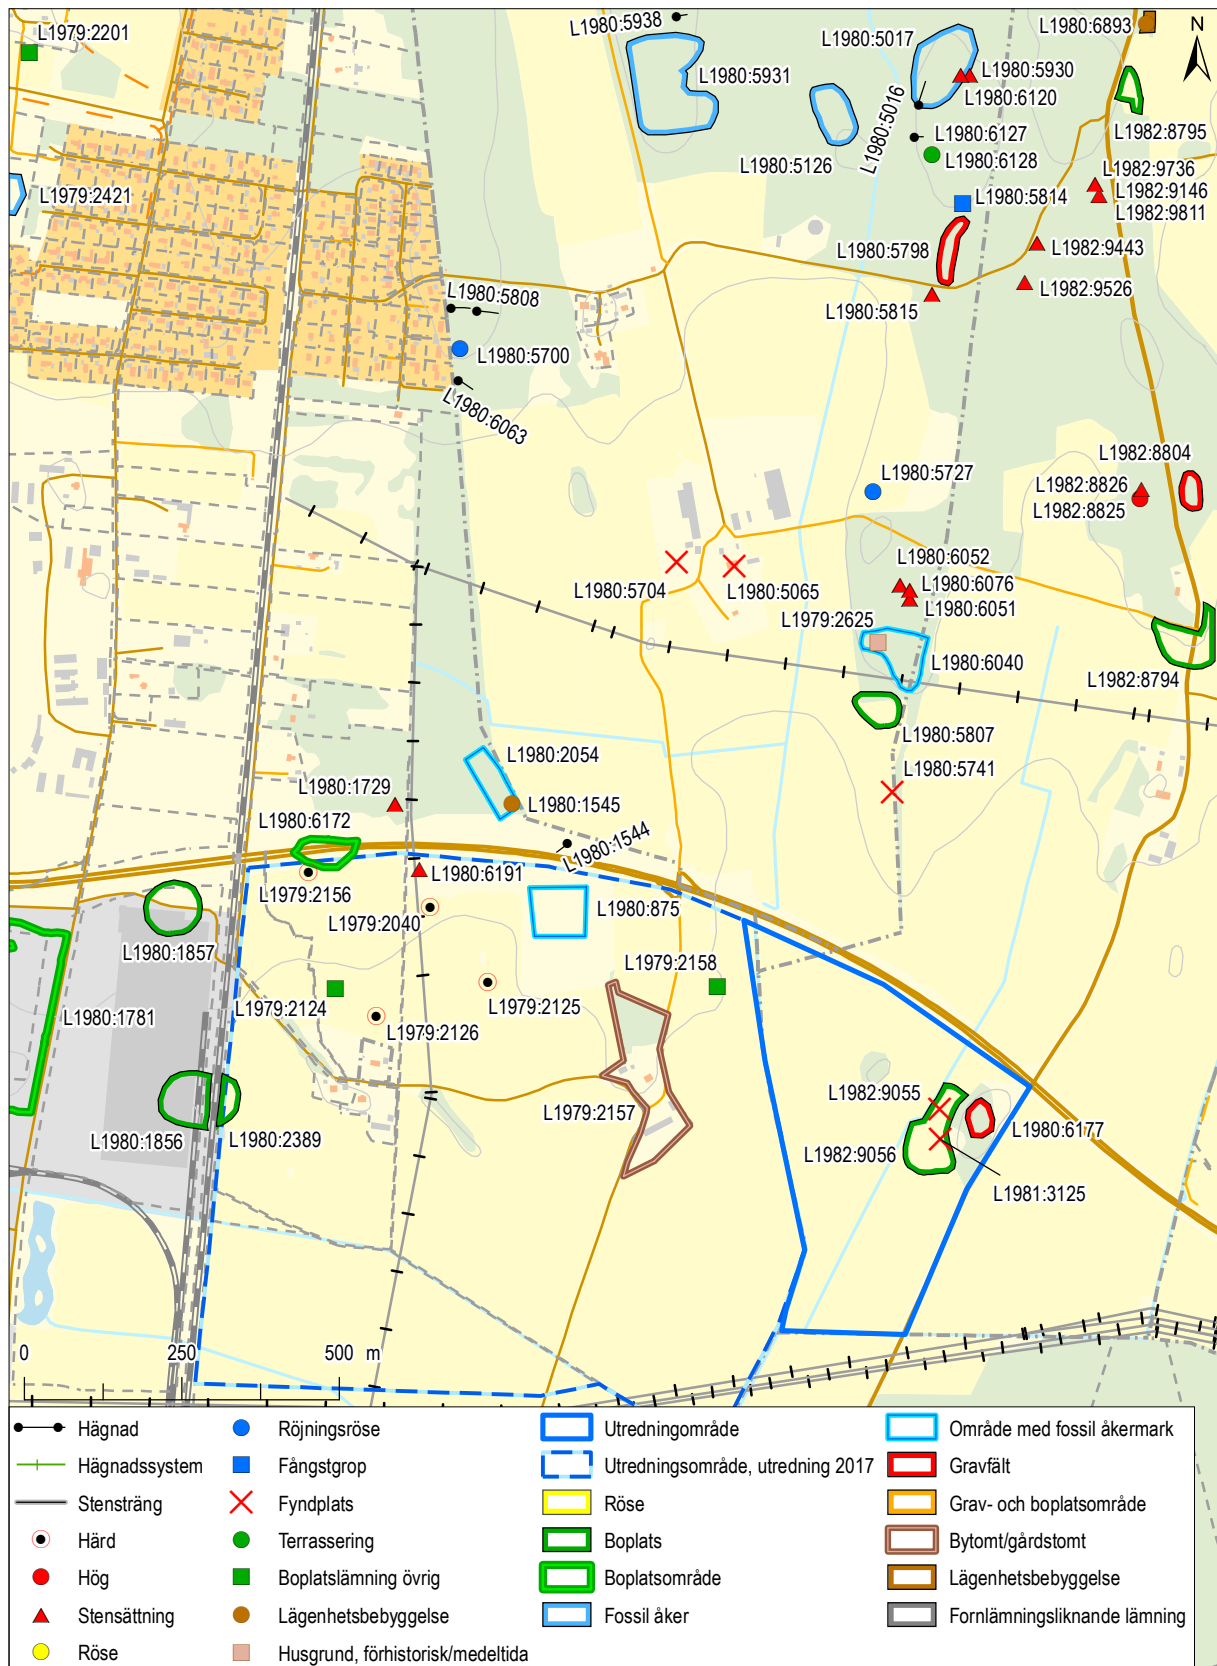 L1979:2201
L1980:5938
L1980:5017
L1980:6893
N
L1980:5931
L1980:5930
L1980:6120
L1980:5016
L1982:8795
L1980:6127
L1980:5126
L1980:6128
L1982:9736
L1982:9146
L1982:9811
L1979:2421
L1980:5814
L1980:5798
L1982:9443
L1982:9526
L1980:5808
L1980:5815
L1980:5700
L1980:6063
L1982:8804
L1980:5727
L1982:8826
L1982:8825
L1980:6052
L1980:6076
L1980:6051
L1980:5704
L1980:5065
L1979:2625
L1980:6040
L1982:8794
L1980:5807
L1980:2054
L1980:5741
L1980:1729
L1980:1545
L1980:6172
L1980:1544
L1980:6191
L1979:2156
L1980:875
L1979:2040
L1980:1857
L1979:2158
L1979:2124
L1979:2125
L1980:1781
L1979:2126
L1982:9055
L1979:2157
L1980:6177
L1980:1856
L1980:2389
L1982:9056
L1981:3125
0 250 500 m
Hägnad
Hägnadssystem
Stensträng
Härd
Hög
Stensättning
Röse
Röjningsröse
Fångstgrop
Fyndplats
Terrassering
Boplatslämning övrig
Lägenhetsbebyggelse
Husgrund, förhistorisk/medeltida
Utredningområde
Utredningsområde, utredning 2017
Röse
Boplats
Boplatsområde
Fossil åker
Område med fossil åkermark
Gravfält
Grav- och boplatsområde
Bytomt/gårdstomt
Lägenhetsbebyggelse
Fornlämningsliknande lämning